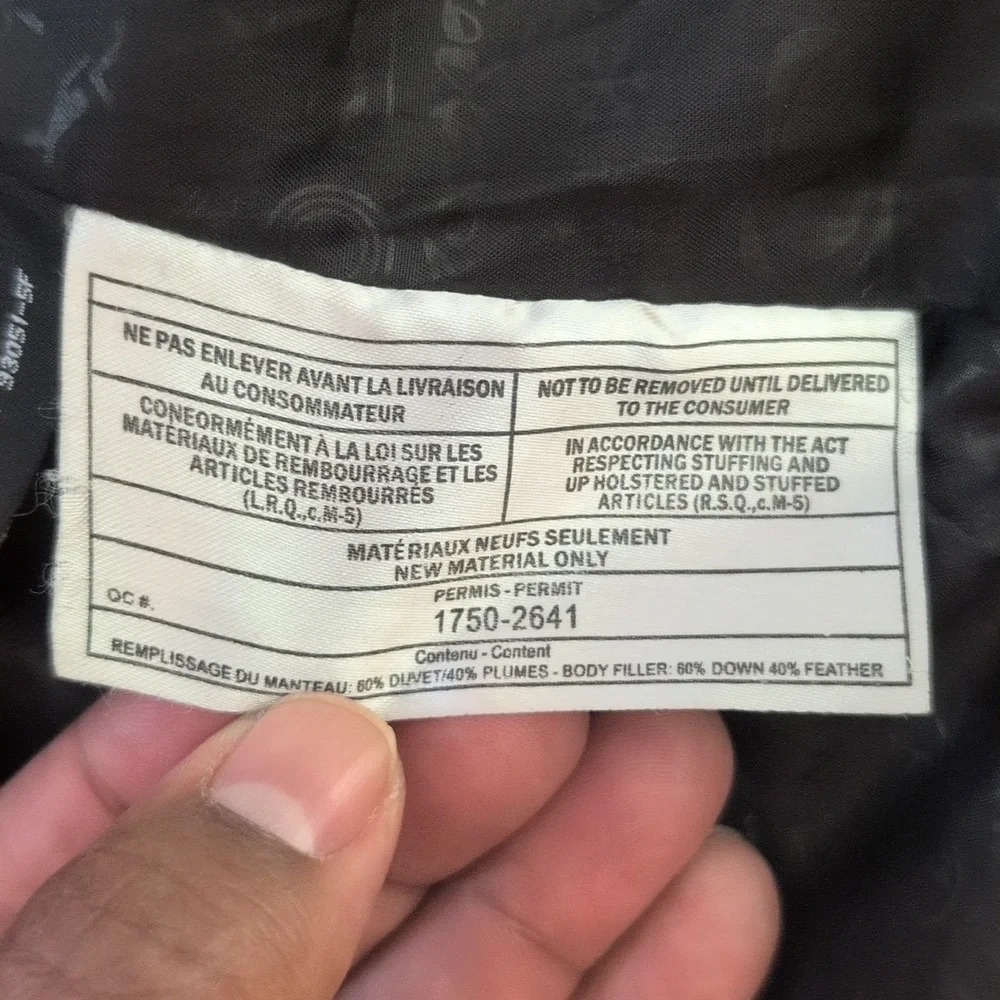 NE PAS ENLEVER AVANT LA LIVRAISON
AU CONSOMMATEUR
NOT TO BE REMOVED UNTIL DELIVERED
TO THE CONSUMER
CONFORMÉMENT À LA LOI SUR LES
MATÉRIAUX DE REMBOURRAGE ET LES
ARTICLES REMBOURRÉS
(L.R.Q.,c.M-5)
IN ACCORDANCE WITH THE ACT
RESPECTING STUFFING AND
UP HOLSTERED AND STUFFED
ARTICLES (R.S.Q.,c.M-5)
MATÉRIAUX NEUFS SEULEMENT
NEW MATERIAL ONLY
PERMIS - PERMIT
QC #.
1750-2641
Contenu - Content
REMPLISSAGE DU MANTEAU: 60% DUVET/40% PLUMES - BODY FILLER: 60% DOWN 40% FEATHER